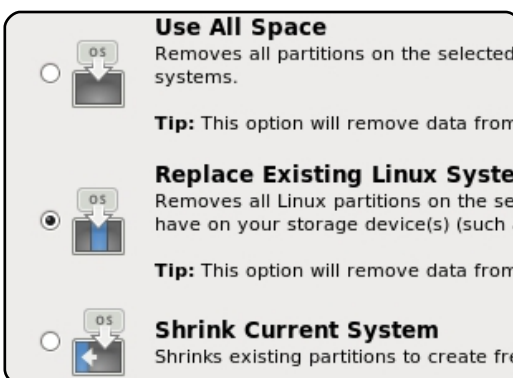 Use All Space
OS
Removes all partitions on the selected
systems.
Tip: This option will remove data from
Replace Existing Linux Syste
OS
Removes all Linux partitions on the se
have on your storage device(s) (such
Tip: This option will remove data from
OS
Shrink Current System
Shrinks existing partitions to create fre